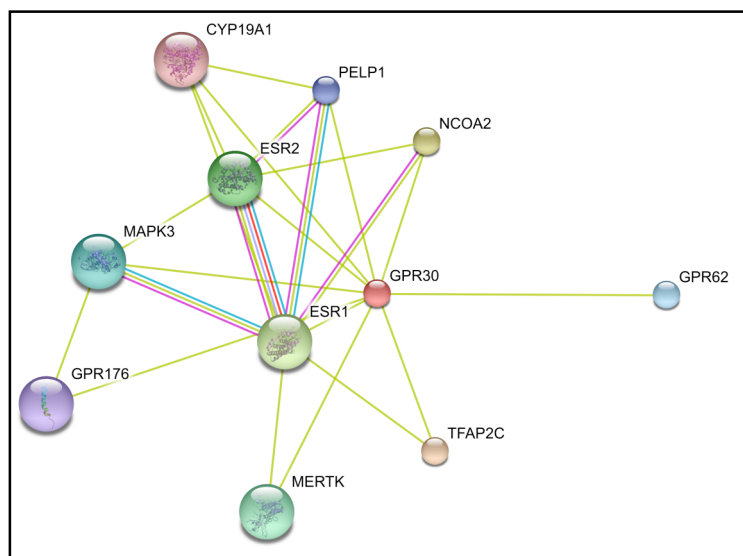 CYP19A1
PELP1
NCOA2
ESR2
MAPK3
GPR30
GPR62
ESR1
GPR176
TFAP2C
MERTK